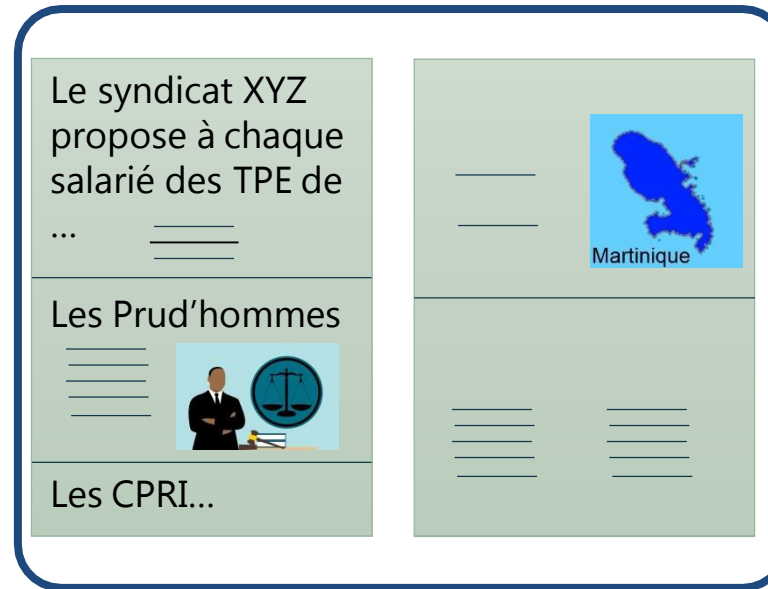 Le syndicat XYZ
propose à chaque
salarié des TPE de
...
Les Prud’hommes
Les CPRI...
Martinique